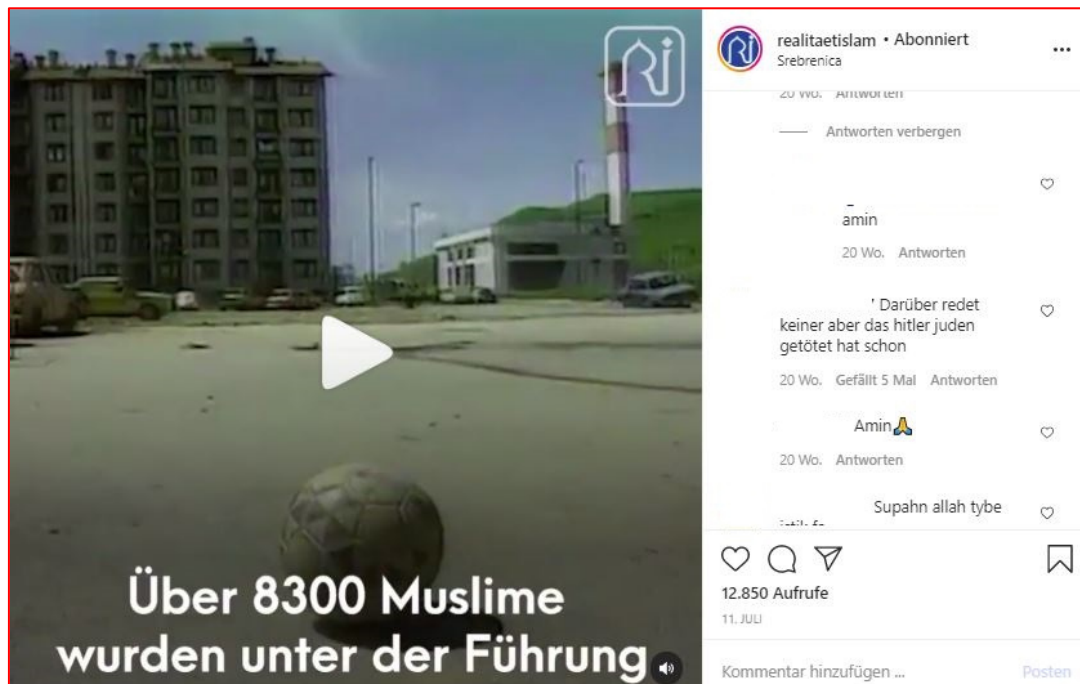 RI
Über 8300 Muslime
wurden unter der Führung
realitaetislam • Abonniert
Srebrenica
20 Wo. Antworten
Antworten verbergen
amin
20 Wo. Antworten
' Darüber redet
keiner aber das hitler juden
getötet hat schon
20 Wo. Gefällt 5 Mal Antworten
Amin🙏
20 Wo. Antworten
Supahn allah tybe
12.850 Aufrufe
11. JULI
Kommentar hinzufügen ...
Posten